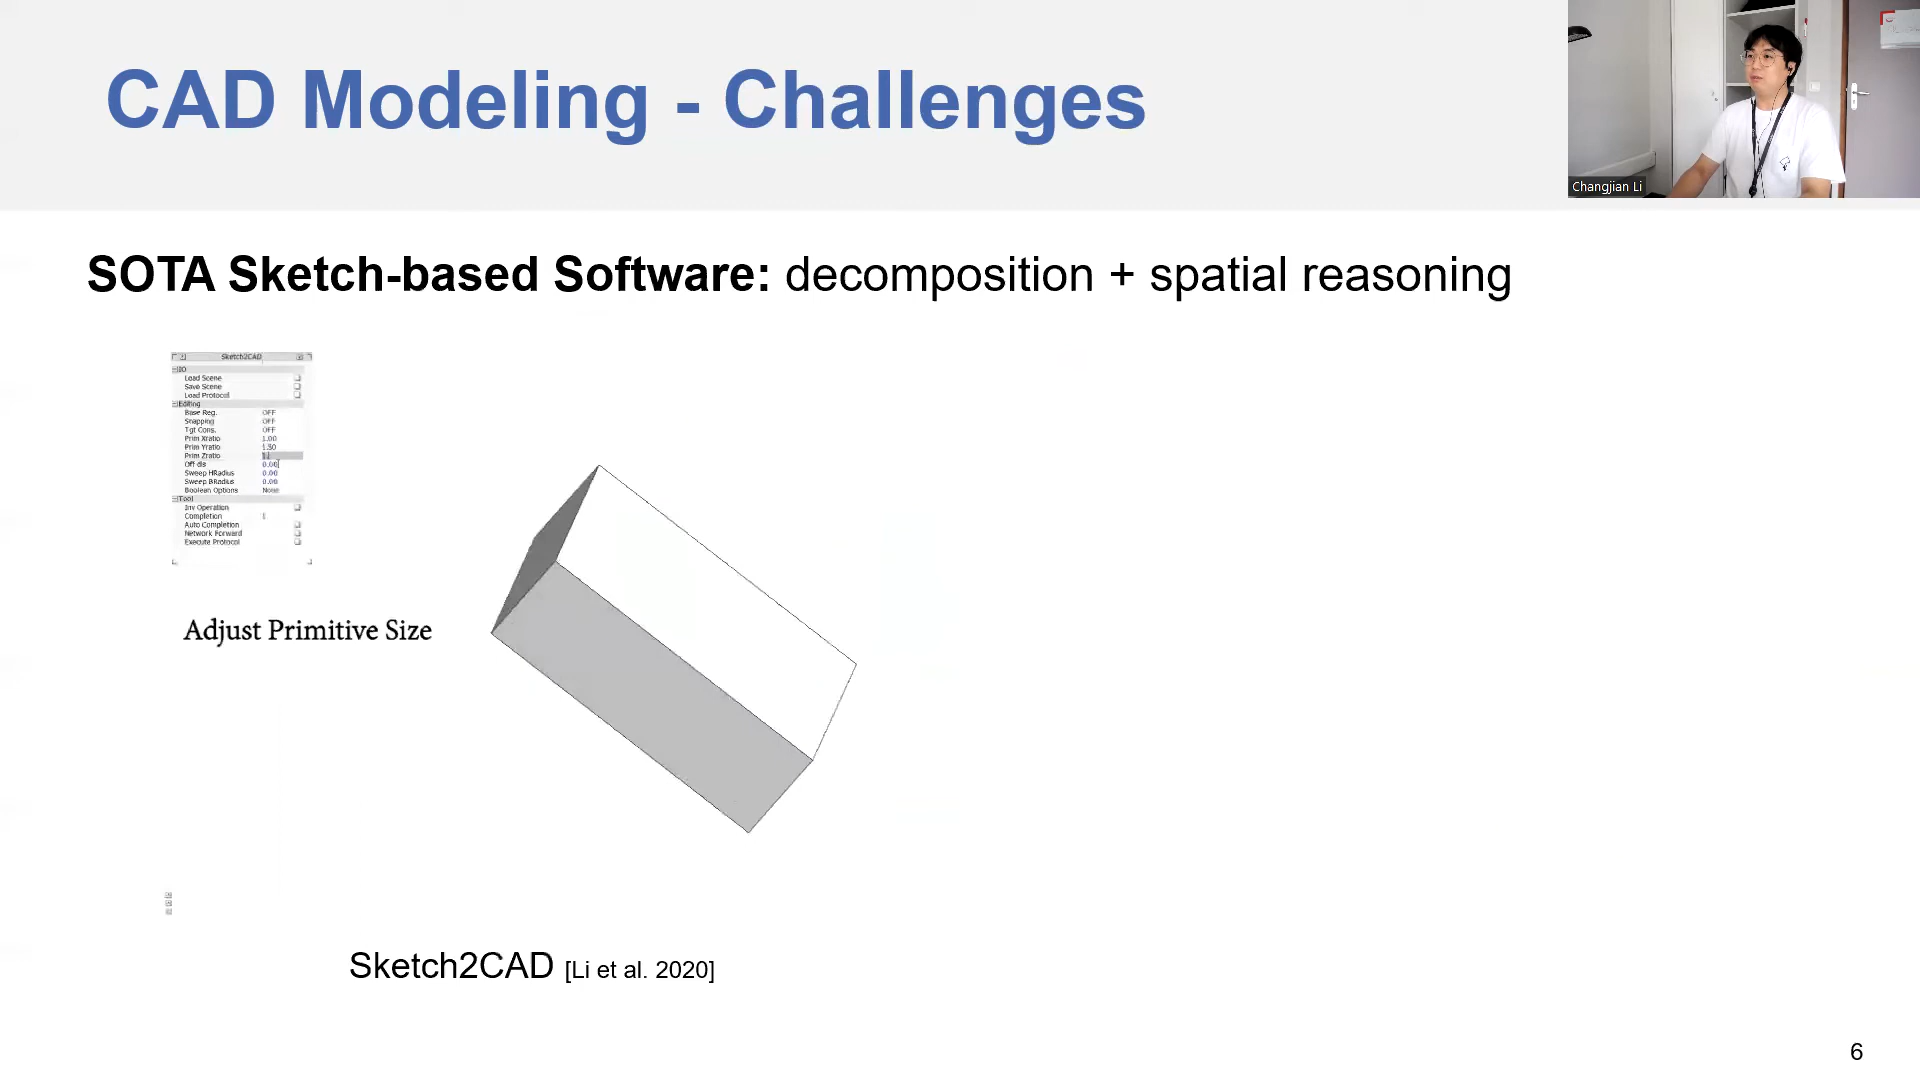 CAD Modeling - Challenges
Changjian Li
SOTA Sketch-based Software: decomposition + spatial reasoning
Sketch2CAD
IO
Load Scene
Save Scene
Load Protocol
Editing
Base Reg. OFF
Snapping OFF
Tgt Cons. OFF
Prim Xratio 1.00
Prim Yratio 1.30
Prim Zratio
Off dis 0.00
Sweep HRadius 0.00
Sweep BRadius 0.00
Boolean Options None
Tool
Inv Operation
Completion 1
Auto Completion
Network Forward
Execute Protocol
Adjust Primitive Size
Sketch2CAD [Li et al. 2020]
6